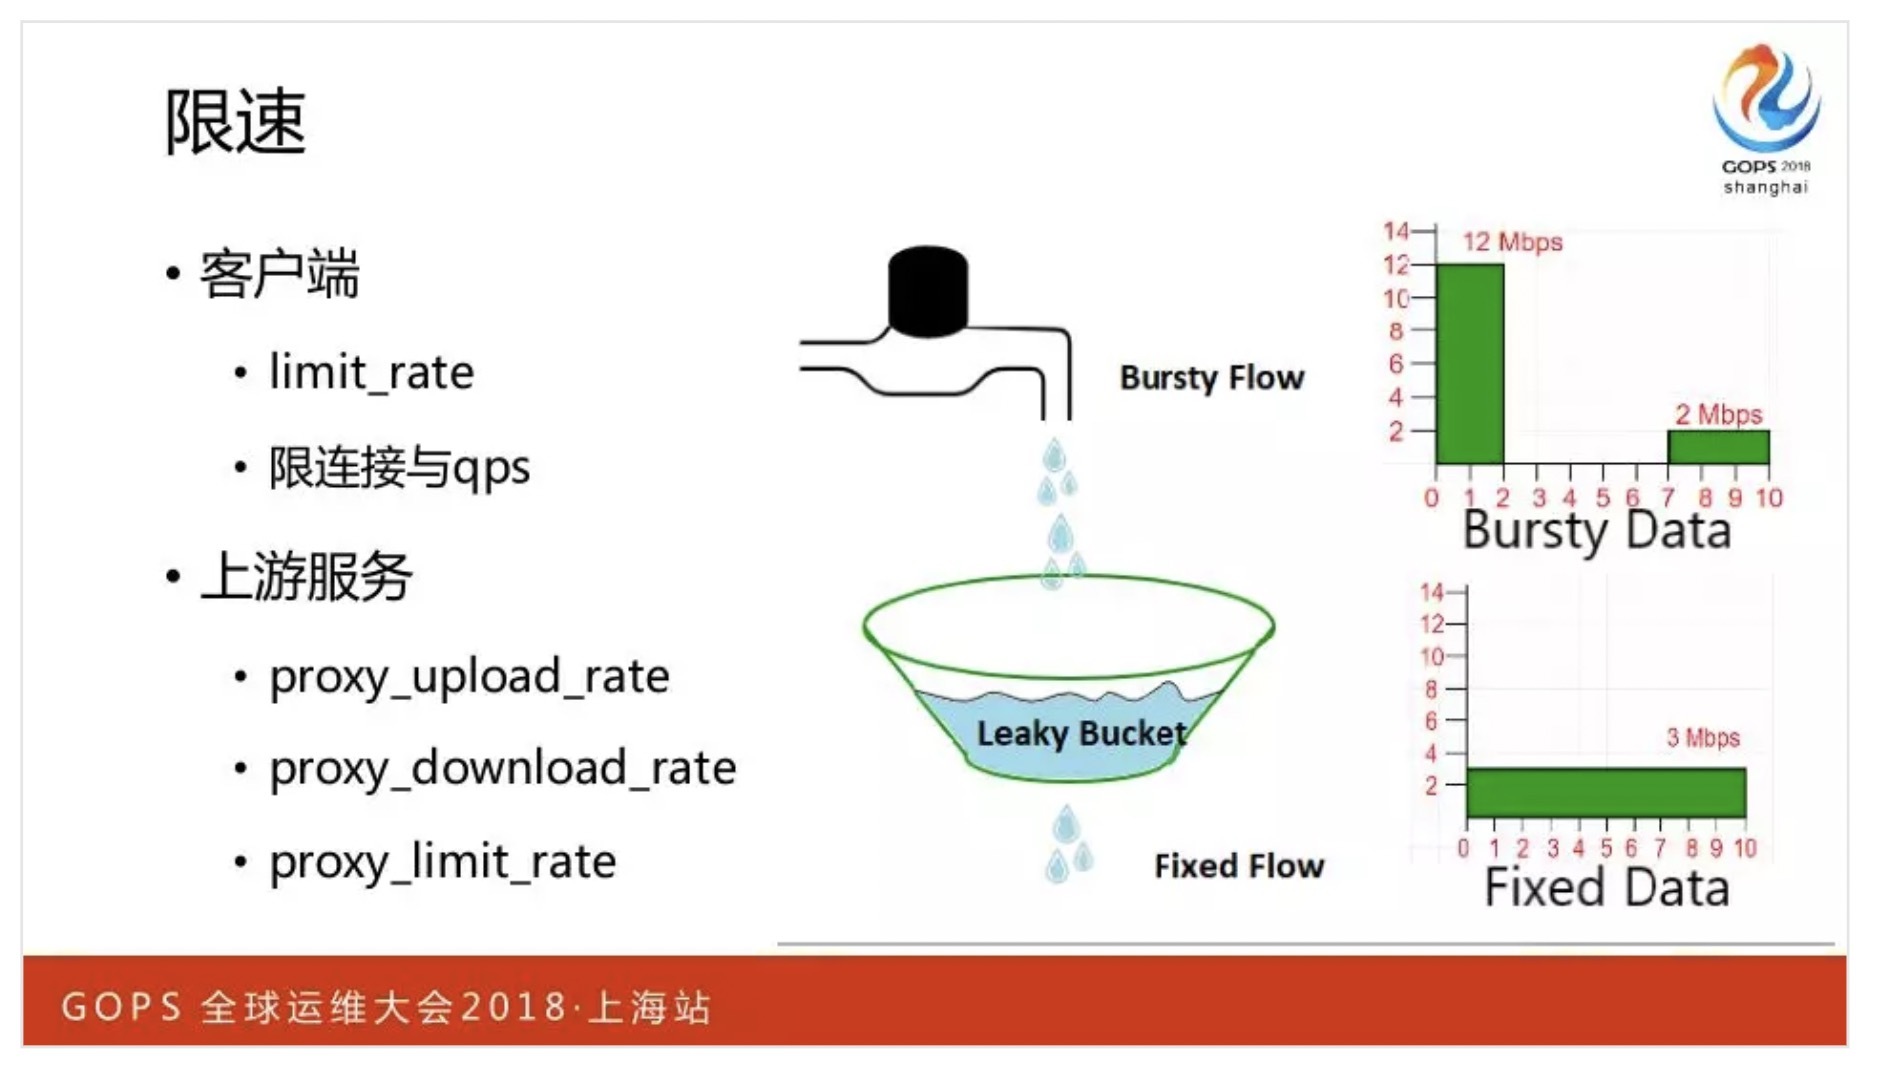 限速
GOPS 2018
shanghai
• 客户端
• limit_rate
• 限连接与qps
• 上游服务
• proxy_upload_rate
• proxy_download_rate
• proxy_limit_rate
Bursty Flow
Leaky Bucket
Fixed Flow
14
12 Mbps
12
10
8
6
4
2 Mbps
2
0 1 2 3 4 5 6 7 8 9 10
Bursty Data
14
12
10
8
6
3 Mbps
4
2
0 1 2 3 4 5 6 7 8 9 10
Fixed Data
GOPS 全球运维大会2018·上海站